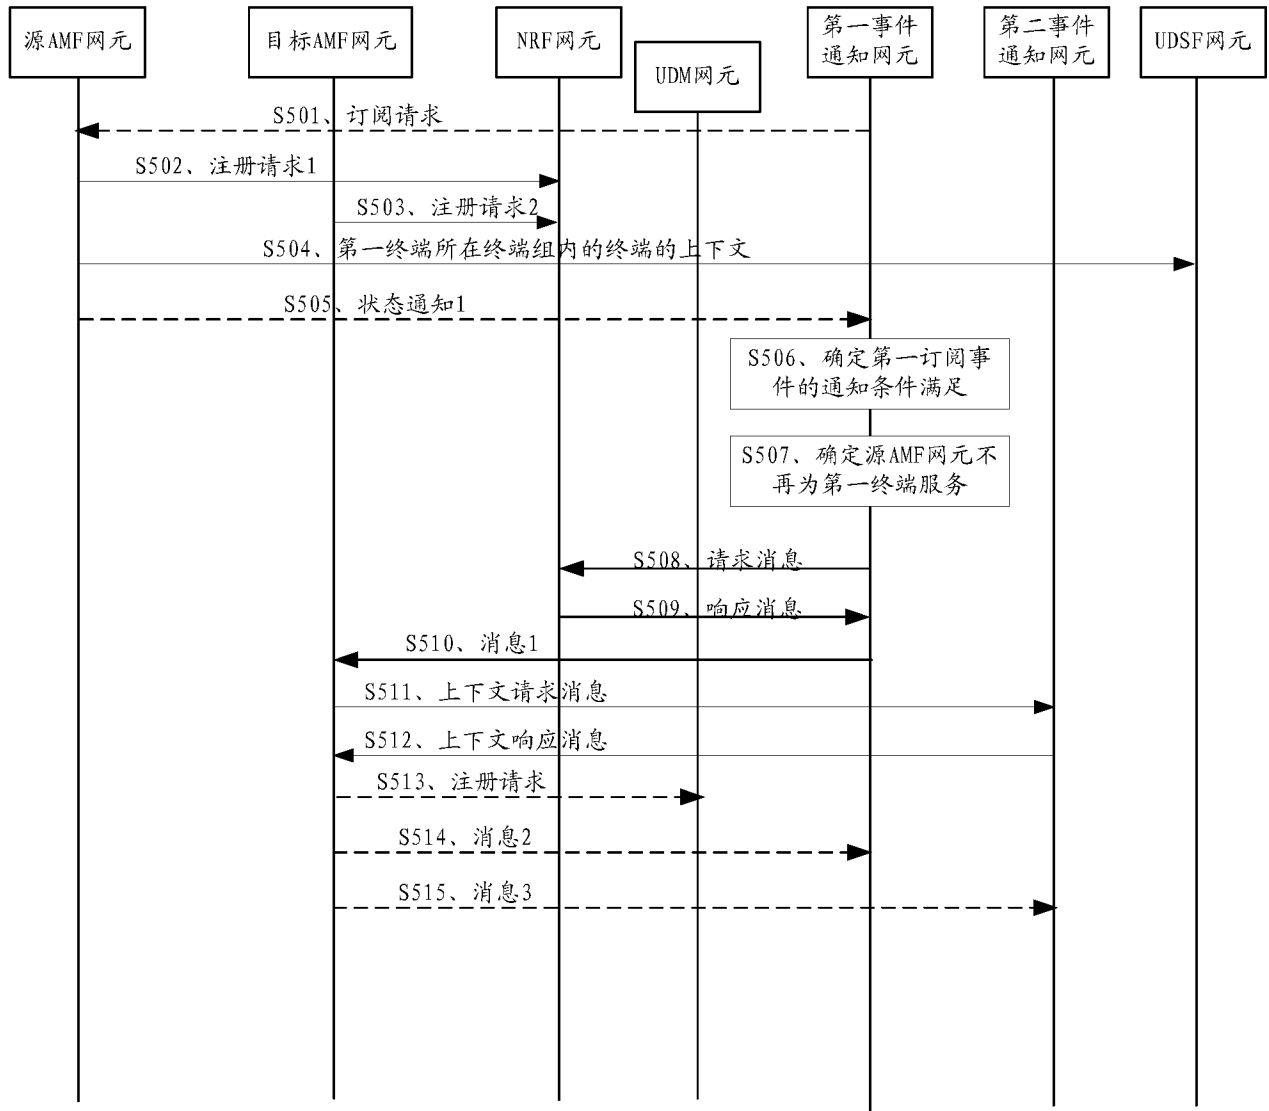 源AMF网元
目标AMF网元
NRF网元
UDM网元
第一事件
通知网元
第二事件
通知网元
UDSF网元
S501、订阅请求
S502、注册请求1
S503、注册请求2
S504、第一终端所在终端组内的终端的上下文
S505、状态通知1
S506、确定第一订阅事
件的通知条件满足
S507、确定源AMF网元不
再为第一终端服务
S508、请求消息
S509、响应消息
S510、消息1
S511、上下文请求消息
S512、上下文响应消息
S513、注册请求
S514、消息2
S515、消息3